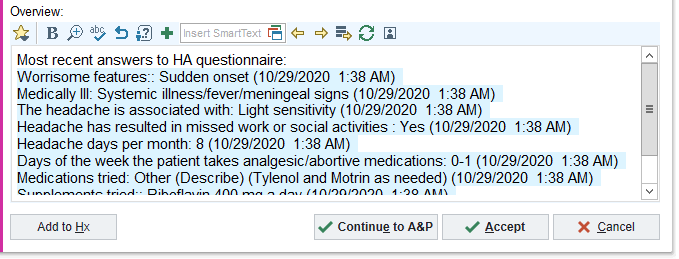 Overview:
B abc Insert SmartText
Most recent answers to HA questionnaire:
Worrisome features:: Sudden onset (10/29/2020 1:38 AM)
Medically Ill: Systemic illness/fever/meningeal signs (10/29/2020 1:38 AM)
The headache is associated with: Light sensitivity (10/29/2020 1:38 AM)
Headache has resulted in missed work or social activities : Yes (10/29/2020 1:38 AM)
Headache days per month: 8 (10/29/2020 1:38 AM)
Days of the week the patient takes analgesic/abortive medications: 0-1 (10/29/2020 1:38 AM)
Medications tried: Other (Describe) (Tylenol and Motrin as needed) (10/29/2020 1:38 AM)
Supplements tried:: Riboflavin 400 mg a day (10/29/2020 1:38 AM)
Add to Hx Continue to A&P Accept Cancel